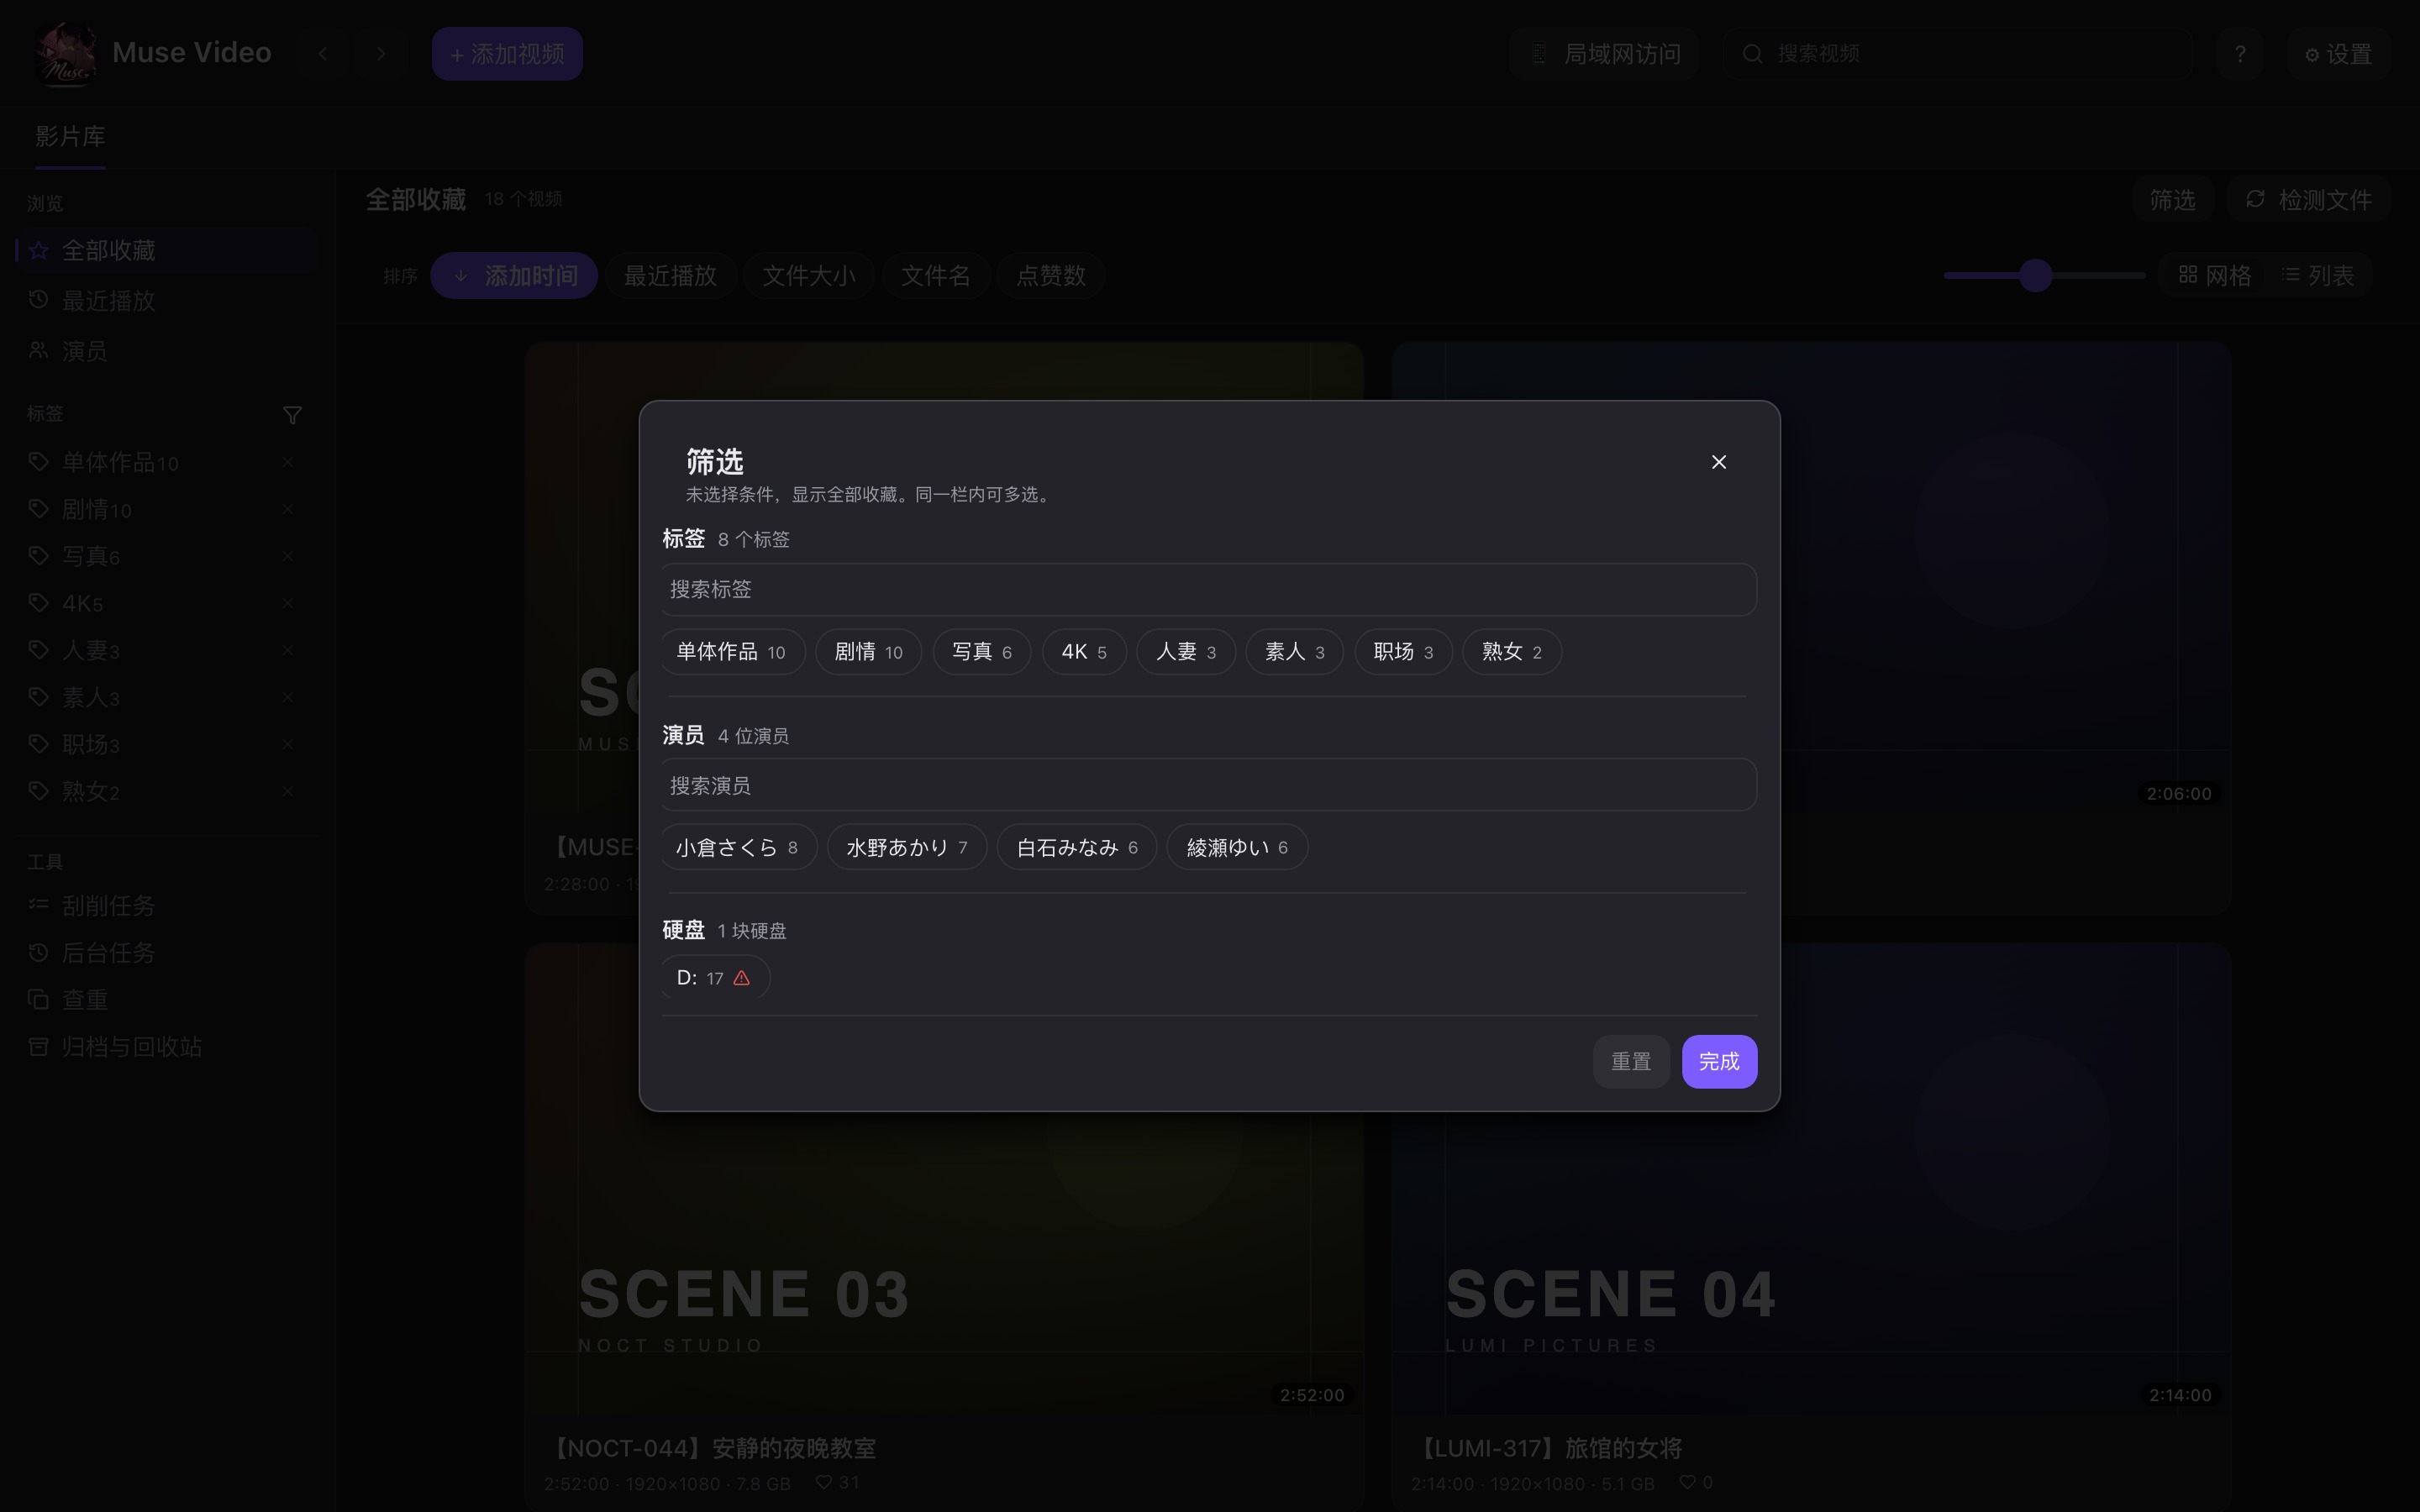 Muse Video
+ 添加视频
局域网访问
搜索视频
?
设置
影片库
浏览
全部收藏
最近播放
演员
标签
单体作品10
剧情10
写真6
4K5
人妻3
素人3
职场3
熟女2
工具
刮削任务
后台任务
查重
归档与回收站
全部收藏 18 个视频
筛选
检测文件
排序
添加时间
最近播放
文件大小
文件名
点赞数
网格
列表
筛选
未选择条件，显示全部收藏。同一栏内可多选。
标签 8 个标签
搜索标签
单体作品 10
剧情 10
写真 6
4K 5
人妻 3
素人 3
职场 3
熟女 2
演员 4 位演员
搜索演员
小倉さくら 8
水野あかり 7
白石みなみ 6
綾瀬ゆい 6
硬盘 1 块硬盘
D: 17
重置
完成
2:06:00
【MUSE-
2:28:00
SCENE 03
NOCT STUDIO
2:52:00
【NOCT-044】安静的夜晚教室
2:52:00 · 1920×1080 · 7.8 GB 31
SCENE 04
LUMI PICTURES
2:14:00
【LUMI-317】旅馆的女将
2:14:00 · 1920×1080 · 5.1 GB 0